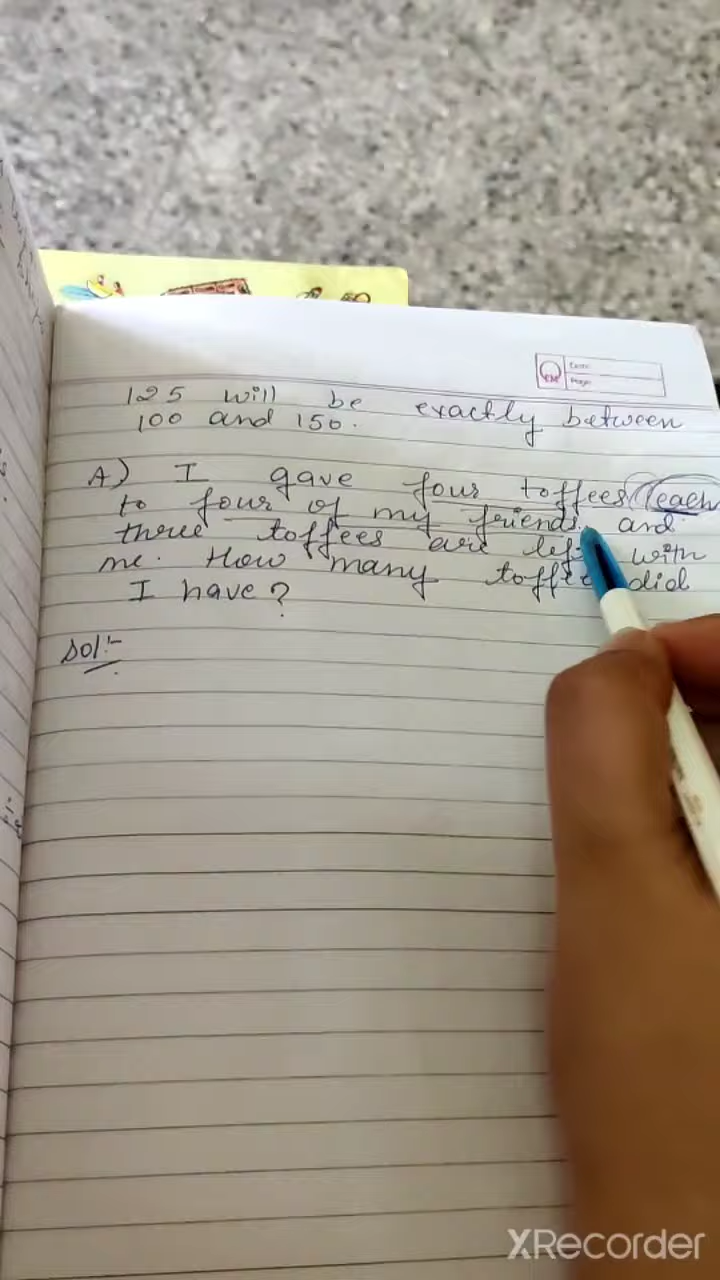 125 will be exactly between
100 and 150.
A) I gave four toffees (each
to four of my friends. and
three toffees are left with
me. How many toffee did
I have?
Sol:-
XRecorder